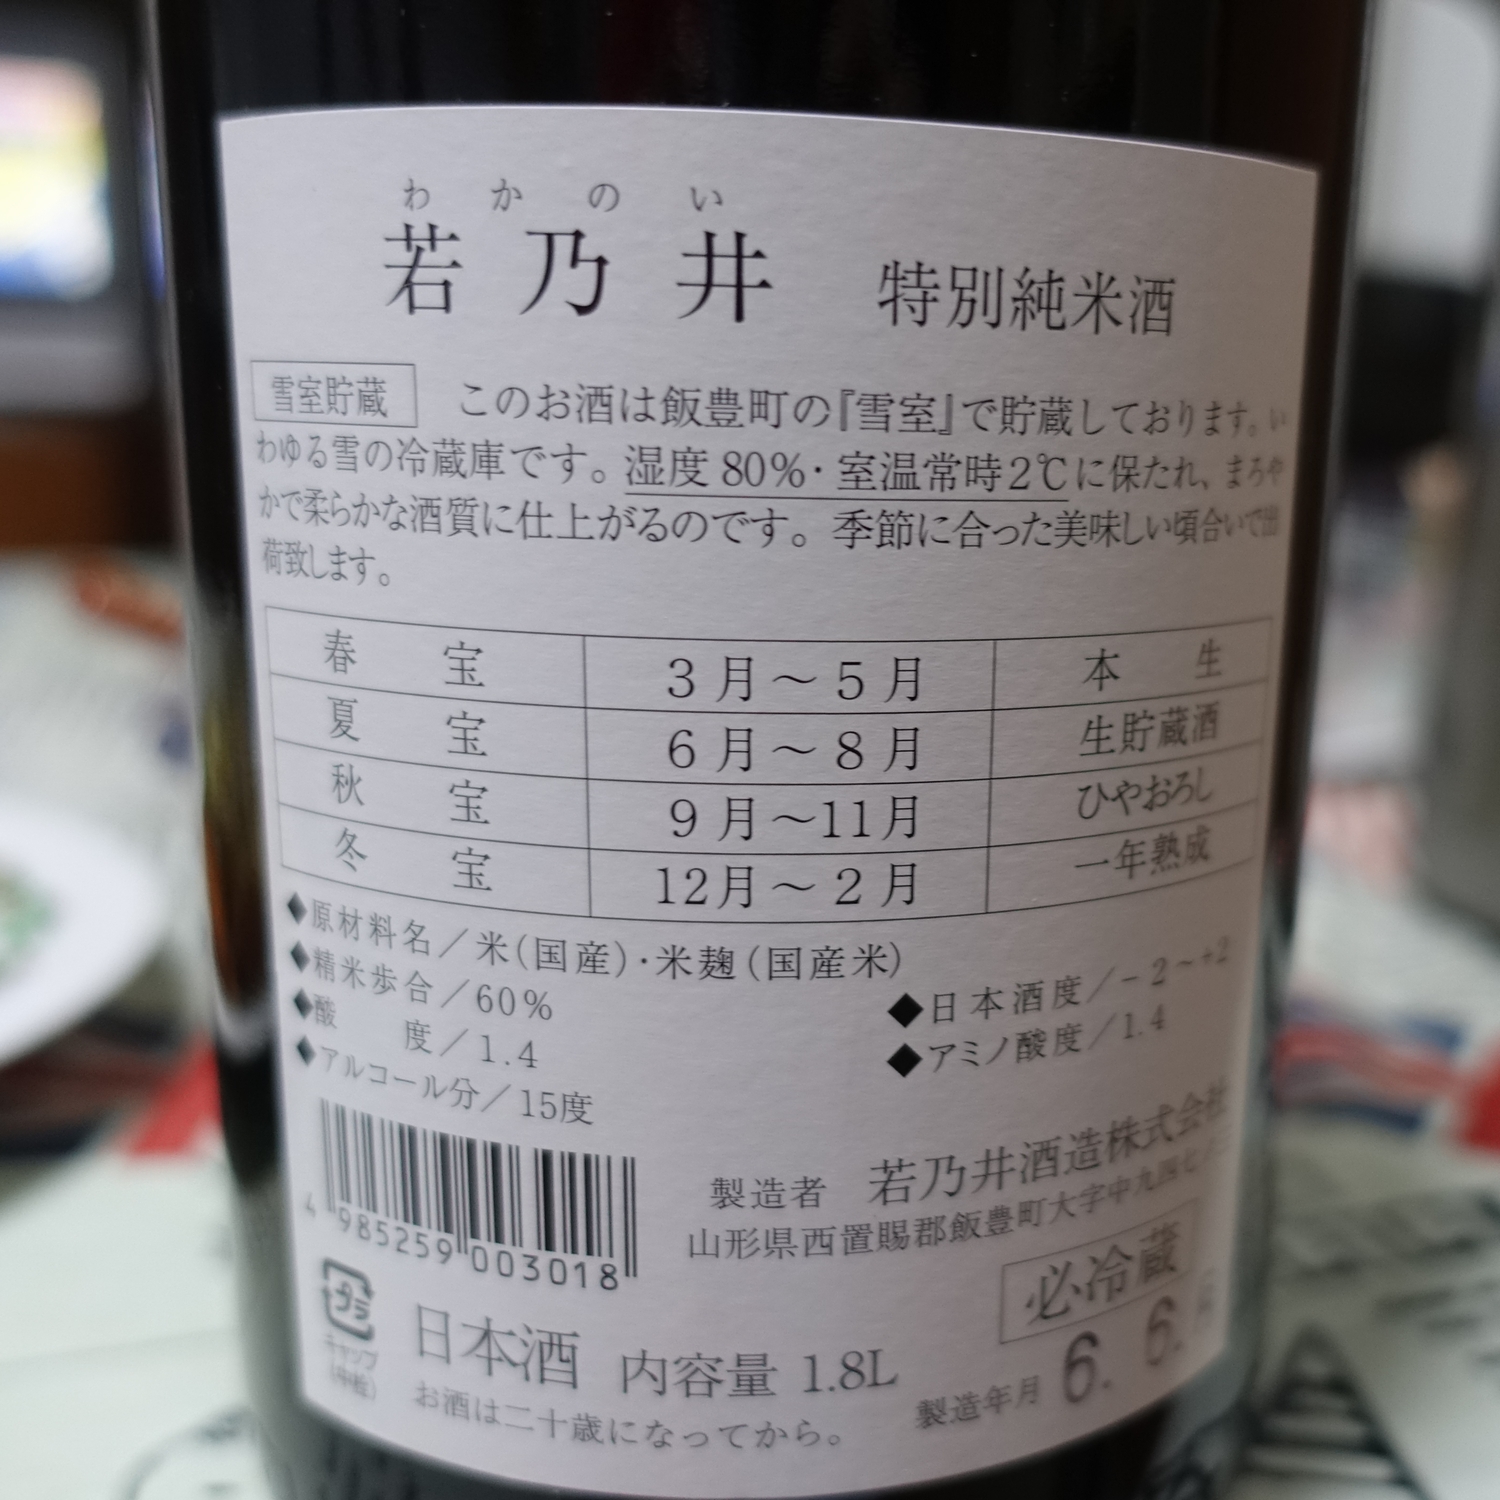 わかのい
若乃井 特別純米酒
雪室貯蔵 このお酒は飯豊町の『雪室』で貯蔵しております。い
わゆる雪の冷蔵庫です。湿度80%・室温常時2℃に保たれ、まろや
かで柔らかな酒質に仕上がるのです。季節に合った美味しい頃合いで出
荷致します。
春宝 3月～5月 本生
夏宝 6月～8月 生貯蔵酒
秋宝 9月～11月 ひやおろし
冬宝 12月～2月 一年熟成
◆原材料名／米(国産)・米麹(国産米)
◆精米歩合／60% ◆日本酒度／－2～+2
◆酸度／1.4 ◆アミノ酸度／1.4
◆アルコール分／15度
4 985259 003018
製造者 若乃井酒造株式会社
山形県西置賜郡飯豊町大字中九四七ノ
必冷蔵
プラ
キャップ
(中栓)
日本酒 内容量 1.8L
お酒は二十歳になってから。
製造年月 6. 6.